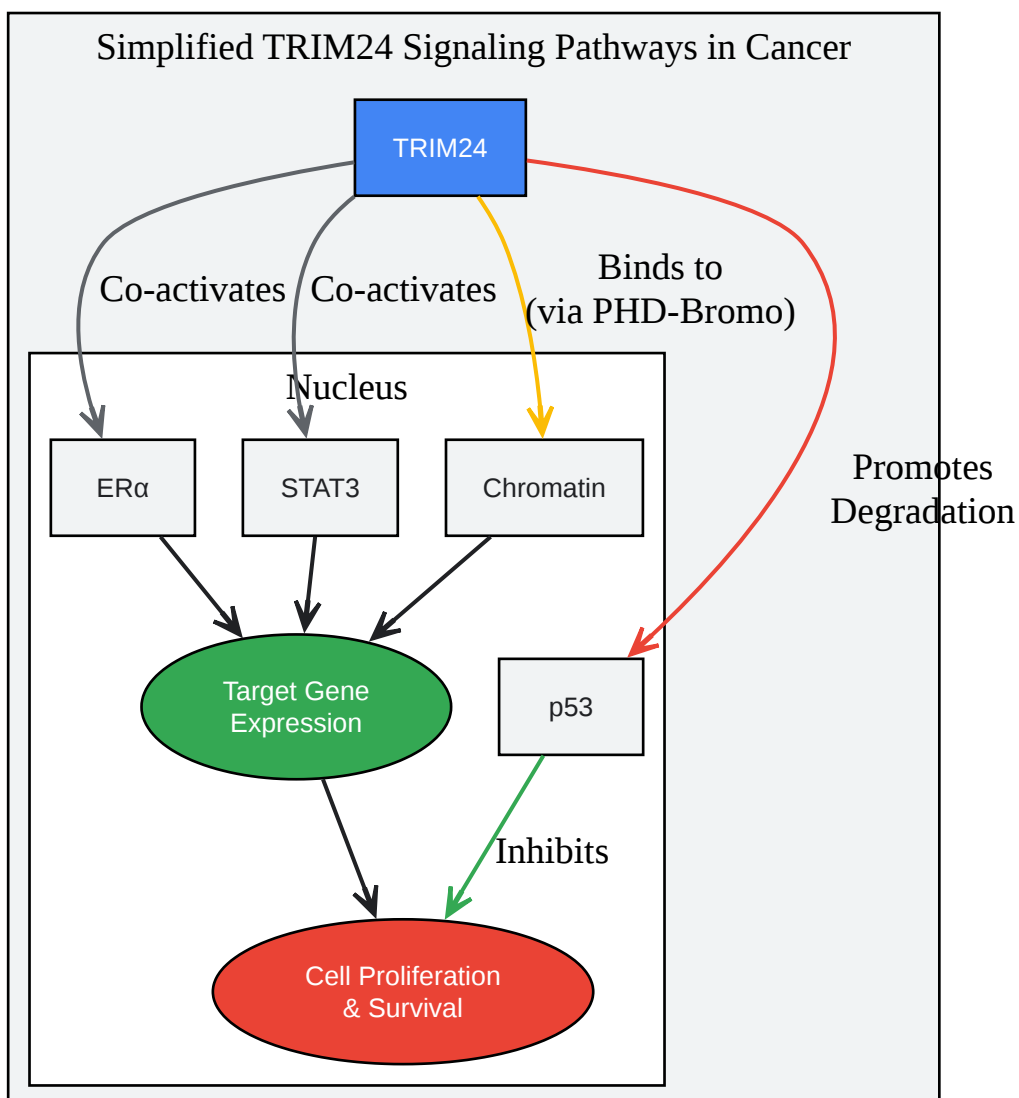 Simplified TRIM24 Signaling Pathways in Cancer
TRIM24
Co-activates
Co-activates
Binds to
(via PHD-Bromo)
Nucleus
ERα
STAT3
Chromatin
Promotes
Degradation
Target Gene
Expression
p53
Inhibits
Cell Proliferation
& Survival